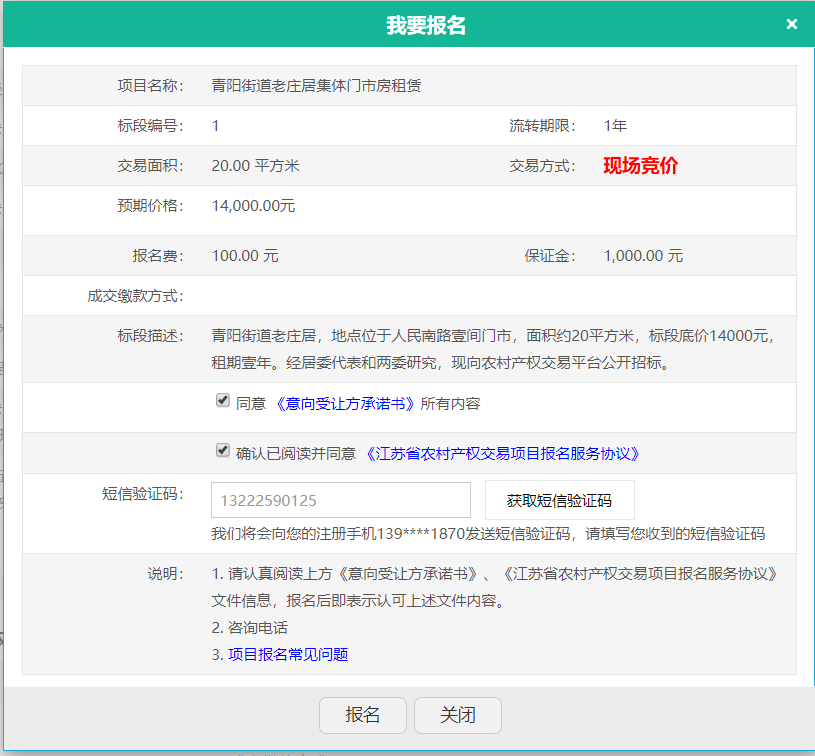 我要报名 ×
项目名称： 青阳街道老庄居集体门市房租赁
标段编号： 1 流转期限： 1年
交易面积： 20.00 平方米 交易方式： 现场竞价
预期价格： 14,000.00元
报名费： 100.00 元 保证金： 1,000.00 元
成交缴款方式：
标段描述： 青阳街道老庄居，地点位于人民南路壹间门市，面积约20平方米，标段底价14000元，
租期壹年。经居委代表和两委研究，现向农村产权交易平台公开招标。
同意 《意向受让方承诺书》所有内容
确认已阅读并同意 《江苏省农村产权交易项目报名服务协议》
短信验证码： 13222590125 获取短信验证码
我们将会向您的注册手机139****1870发送短信验证码，请填写您收到的短信验证码
说明： 1. 请认真阅读上方《意向受让方承诺书》、《江苏省农村产权交易项目报名服务协议》
文件信息，报名后即表示认可上述文件内容。
2. 咨询电话
3. 项目报名常见问题
报名 关闭